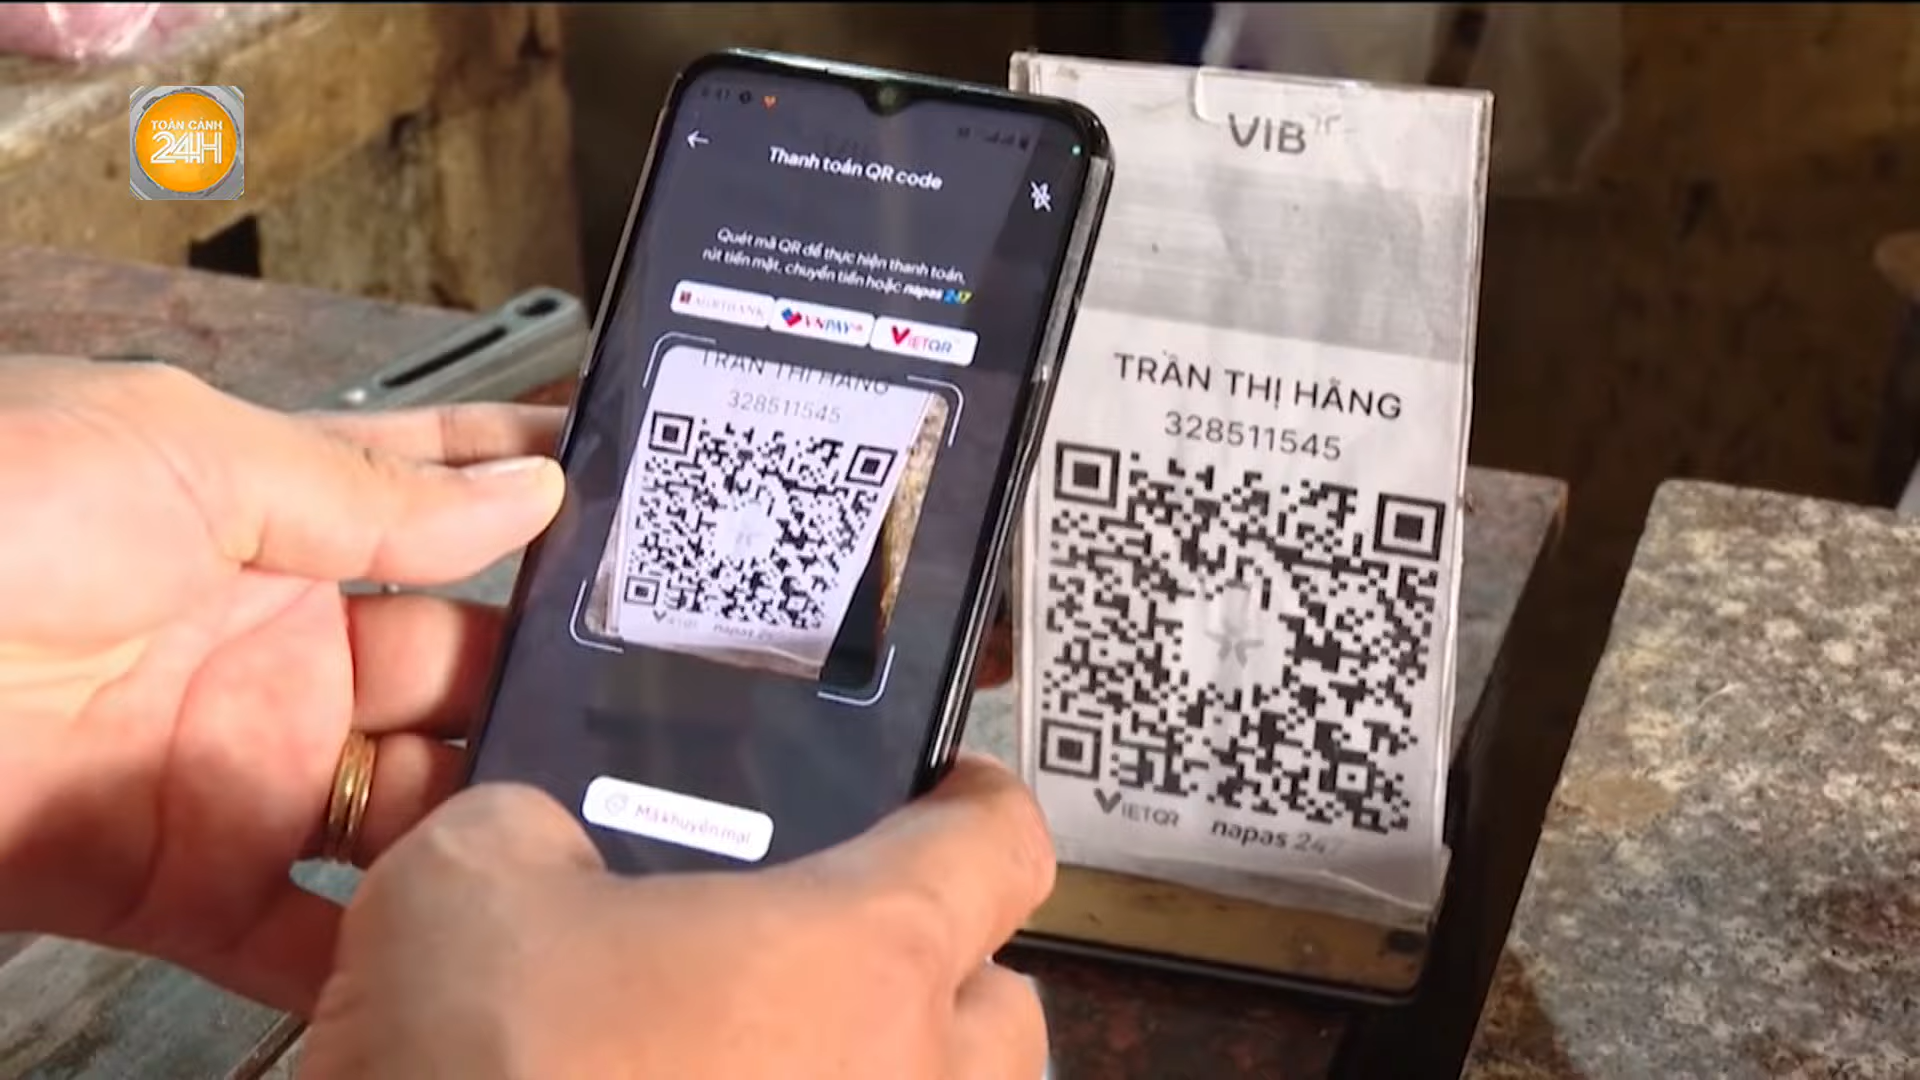 TOÀN CẢNH
24H
Thanh toán QR code
Quét mã QR để thực hiện thanh toán,
rút tiền mặt, chuyển tiền hoặc napas 247
AGRIBANK VNPAY VIETQR
TRẦN THỊ HẰNG
328511545
napas
Mã khuyến mại
VIB
TRẦN THỊ HẰNG
328511545
VIETQR napas 247